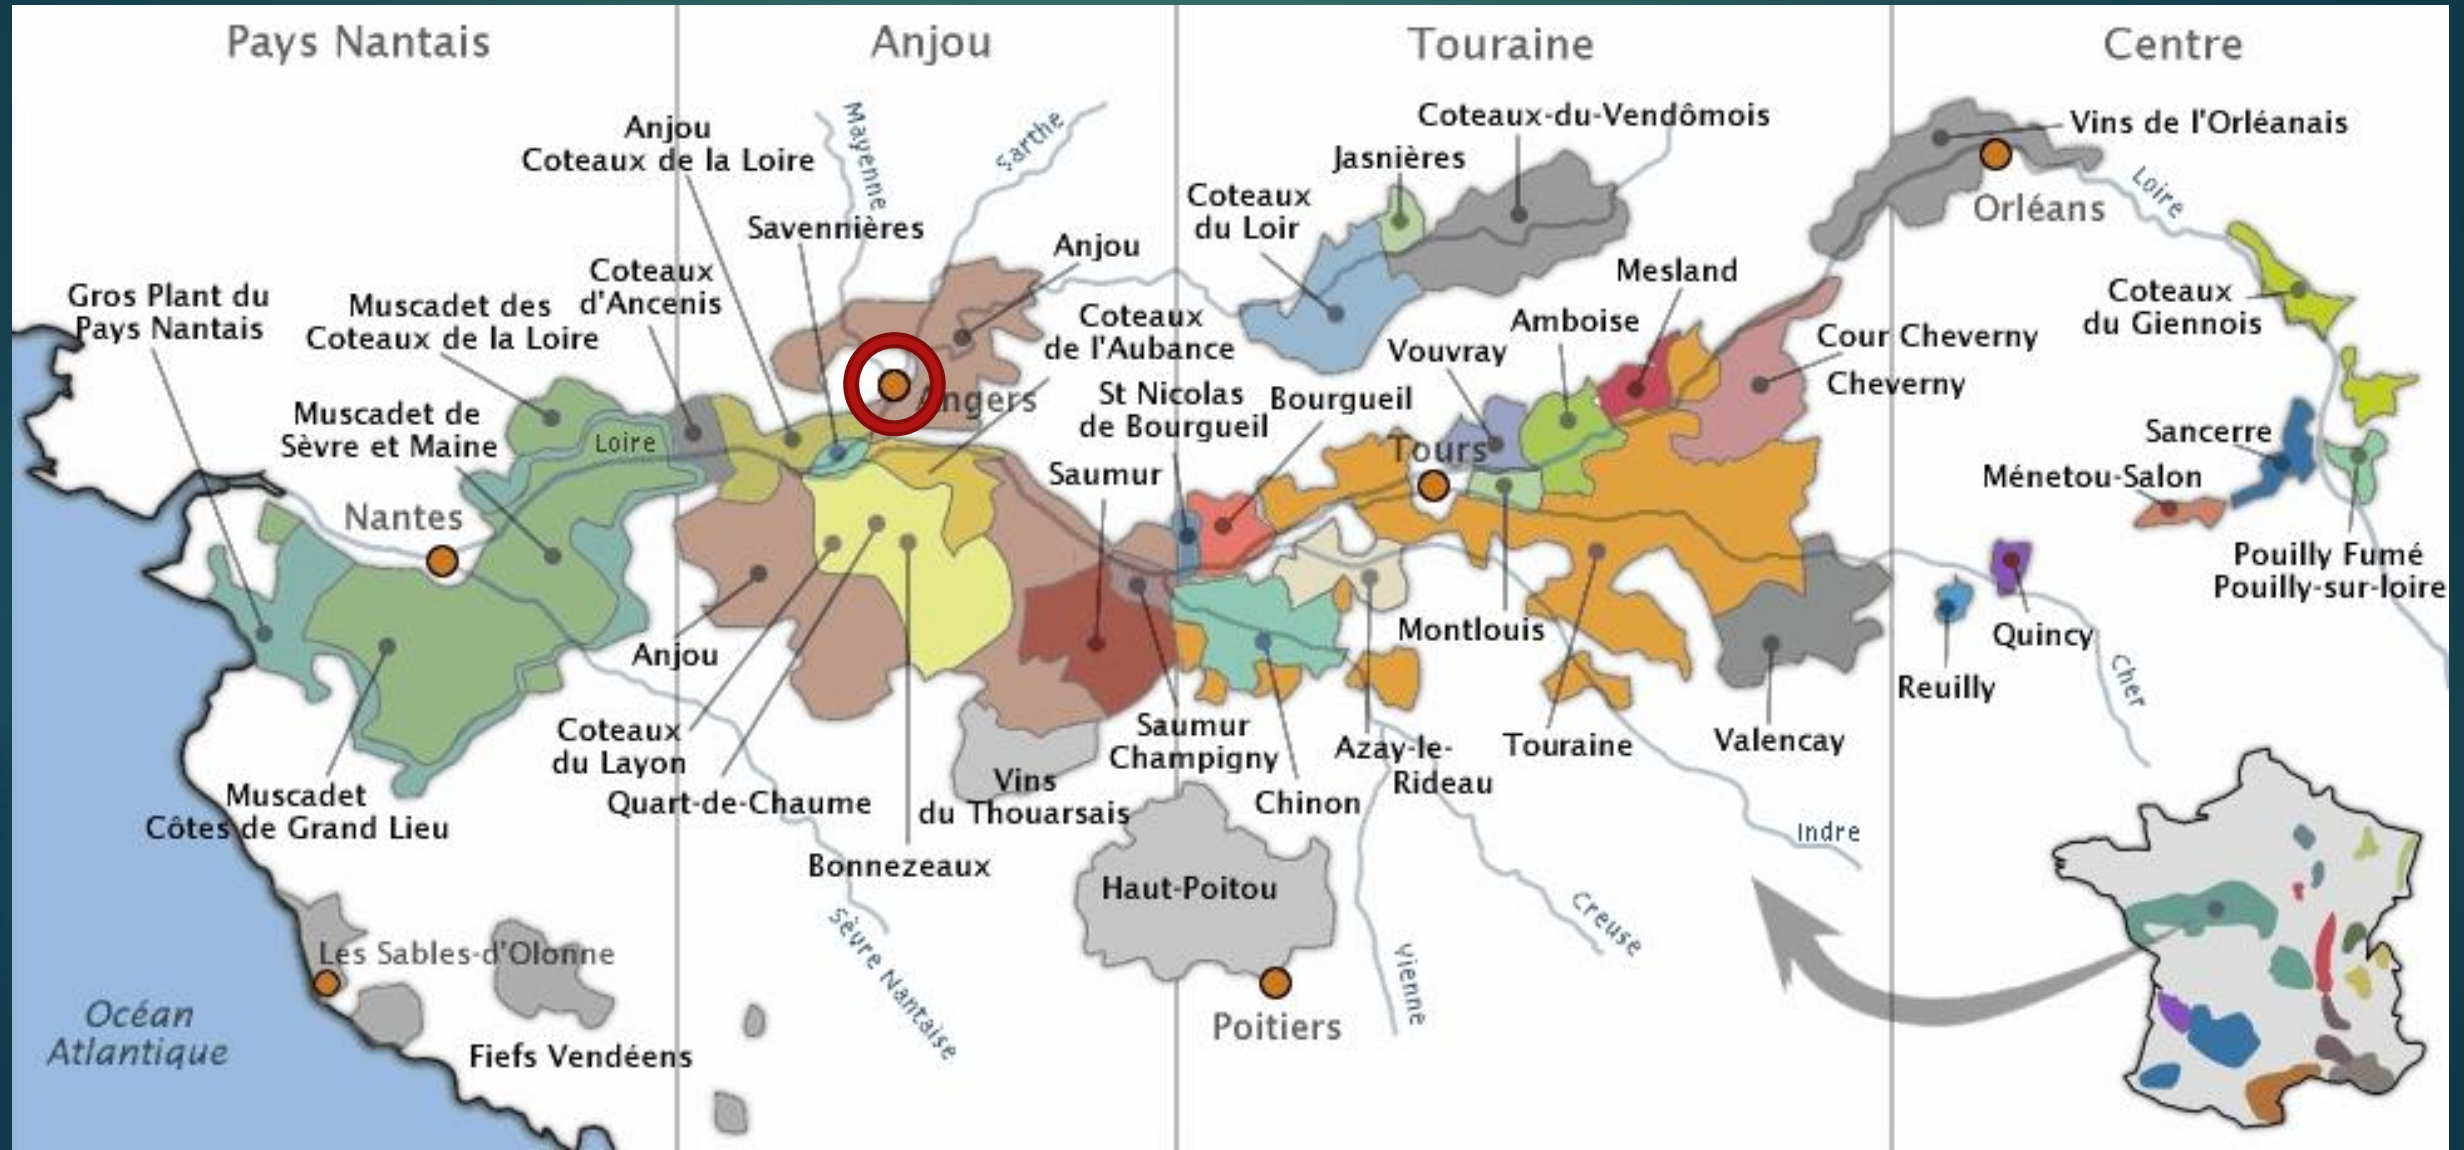 Pays Nantais
Anjou
Touraine
Centre
Anjou
Coteaux de la Loire
Mayenne
Sarthe
Savennières
Anjou
Coteaux
d'Ancenis
Gros Plant du
Pays Nantais
Muscadet des
Coteaux de la Loire
Muscadet de
Sèvre et Maine
Loire
Nantes
Angers
Coteaux
de l'Aubance
St Nicolas
de Bourgueil
Bourgueil
Saumur
Coteaux
du Loir
Jasnières
Coteaux-du-Vendômois
Mesland
Amboise
Vouvray
Tours
Cour Cheverny
Cheverny
Vins de l'Orléanais
Orléans
Loire
Coteaux
du Giennois
Sancerre
Ménetou-Salon
Pouilly Fumé
Pouilly-sur-loire
Quincy
Reuilly
Cher
Anjou
Coteaux
du Layon
Quart-de-Chaume
Bonnezeaux
Vins
du Thouarsais
Saumur
Champigny
Chinon
Azay-le-
Rideau
Montlouis
Touraine
Valencay
Indre
Creuse
Vienne
Haut-Poitou
Poitiers
Muscadet
Côtes de Grand Lieu
Sèvre Nantaise
Les Sables-d'Olonne
Fiefs Vendéens
Océan
Atlantique